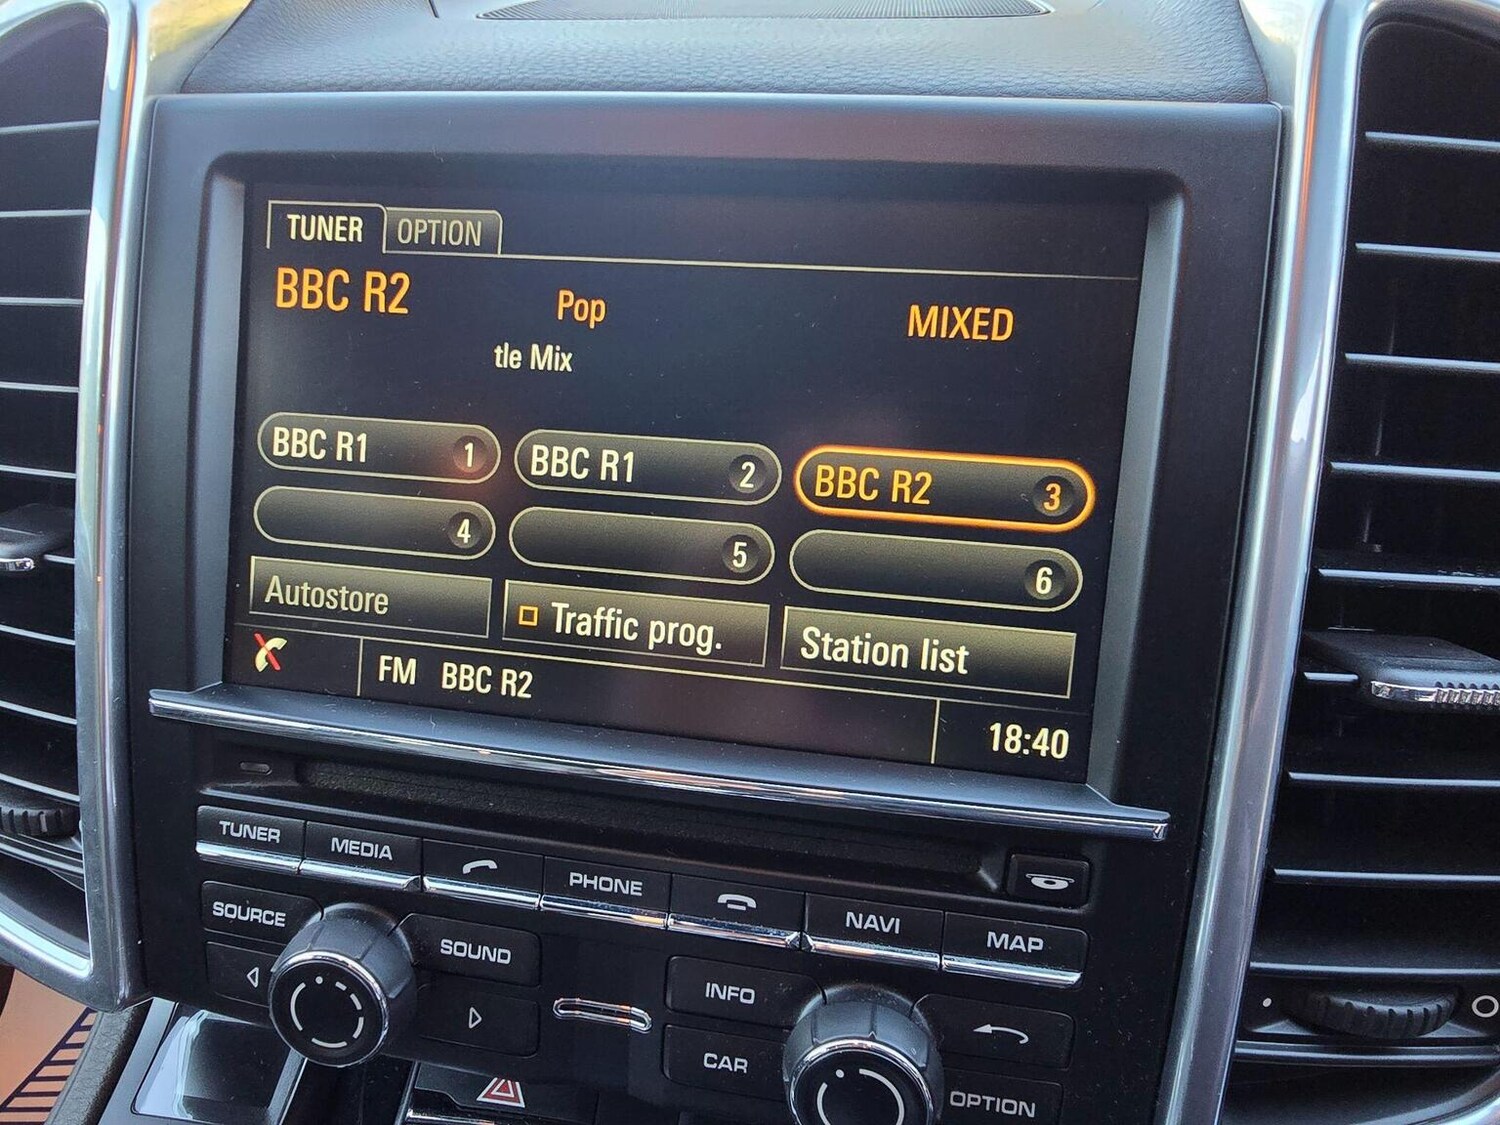 TUNER OPTION
BBC R2 Pop MIXED
tle Mix
BBC R1 1 BBC R1 2 BBC R2 3
4 5 6
Autostore Traffic prog. Station list
FM BBC R2 18:40
TUNER MEDIA PHONE NAVI MAP
SOURCE SOUND INFO
CAR OPTION